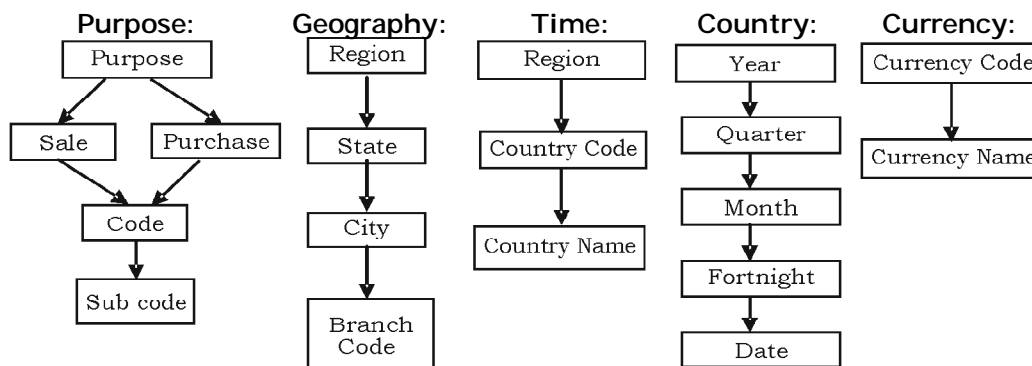 Purpose:
Purpose
Sale
Purchase
Code
Sub code
Geography:
Region
State
City
Branch
Code
Time:
Region
Country Code
Country Name
Country:
Year
Quarter
Month
Fortnight
Date
Currency:
Currency Code
Currency Name